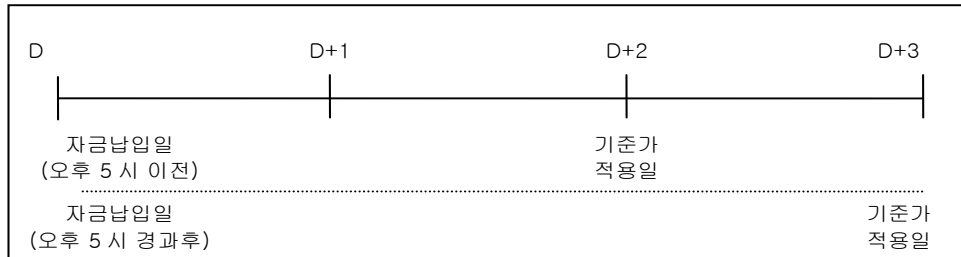 D D+1 D+2 D+3
자금납입일 기준가
(오후 5 시 이전) 적용일
자금납입일 기준가
(오후 5 시 경과후) 적용일